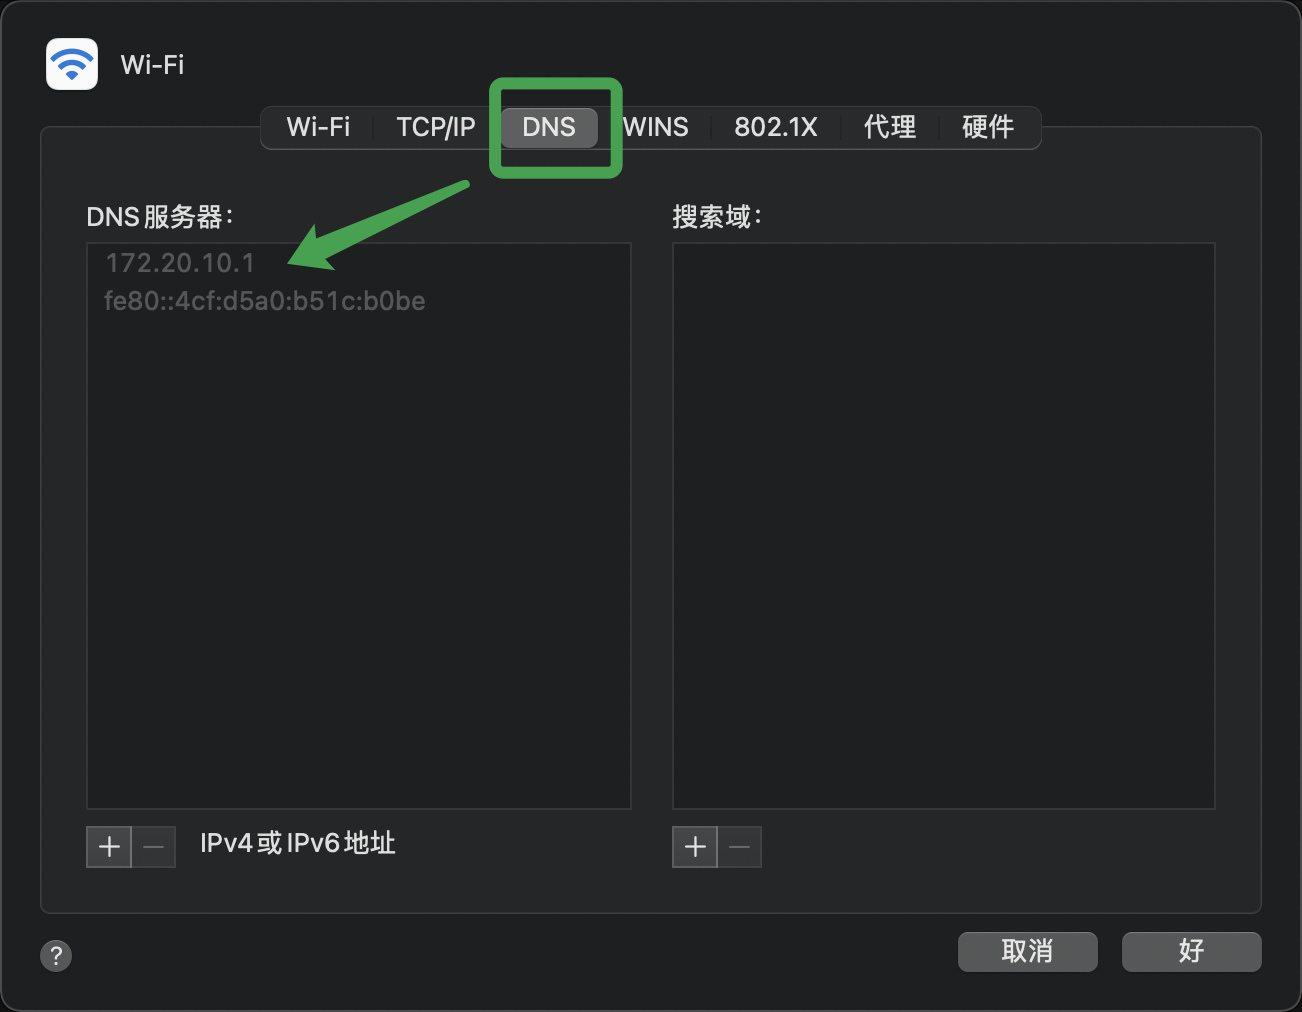 Wi-Fi
Wi-Fi TCP/IP DNS WINS 802.1X 代理 硬件
DNS服务器：
搜索域：
172.20.10.1
fe80::4cf:d5a0:b51c:b0be
+ — IPv4或IPv6地址
+ —
?
取消
好